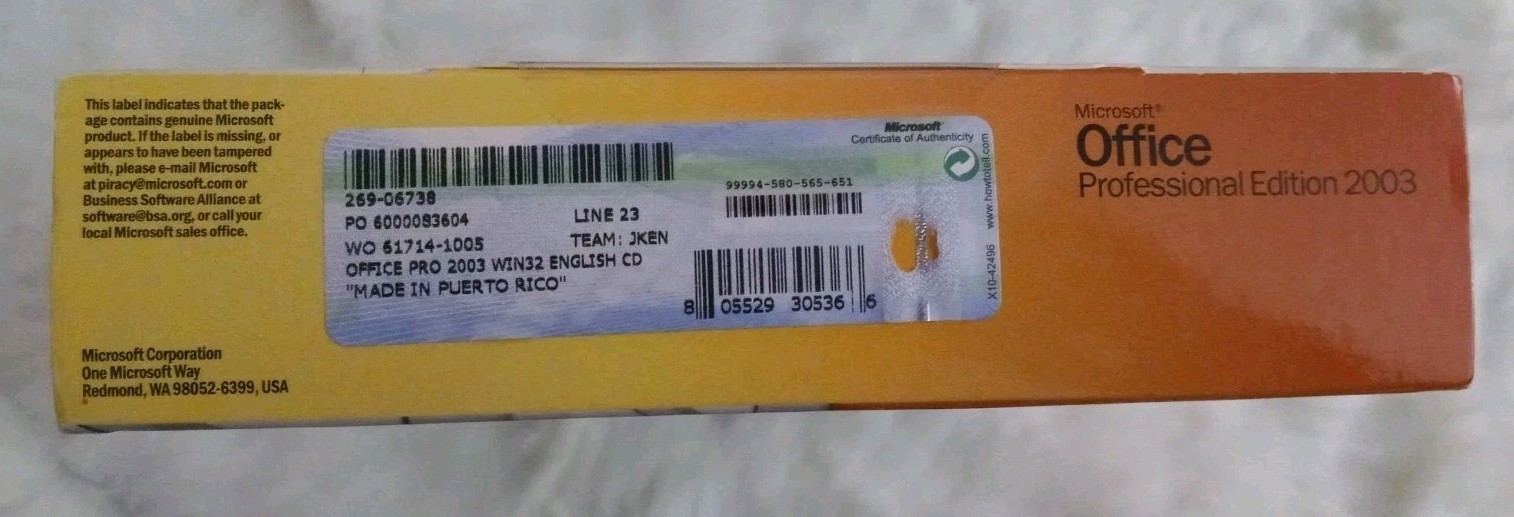 This label indicates that the pack-
age contains genuine Microsoft
product. If the label is missing, or
appears to have been tampered
with, please e-mail Microsoft
at piracy@microsoft.com or
Business Software Alliance at
software@bsa.org, or call your
local Microsoft sales office.
Microsoft Corporation
One Microsoft Way
Redmond, WA 98052-6399, USA
269-06738
PO 6000083604 LINE 23
WO 61714-1005 TEAM: JKEN
OFFICE PRO 2003 WIN32 ENGLISH CD
"MADE IN PUERTO RICO"
Microsoft
Certificate of Authenticity
99994-580-565-651
8 05529 30536 6
X10-42496 www.howtotell.com
Microsoft®
Office
Professional Edition 2003